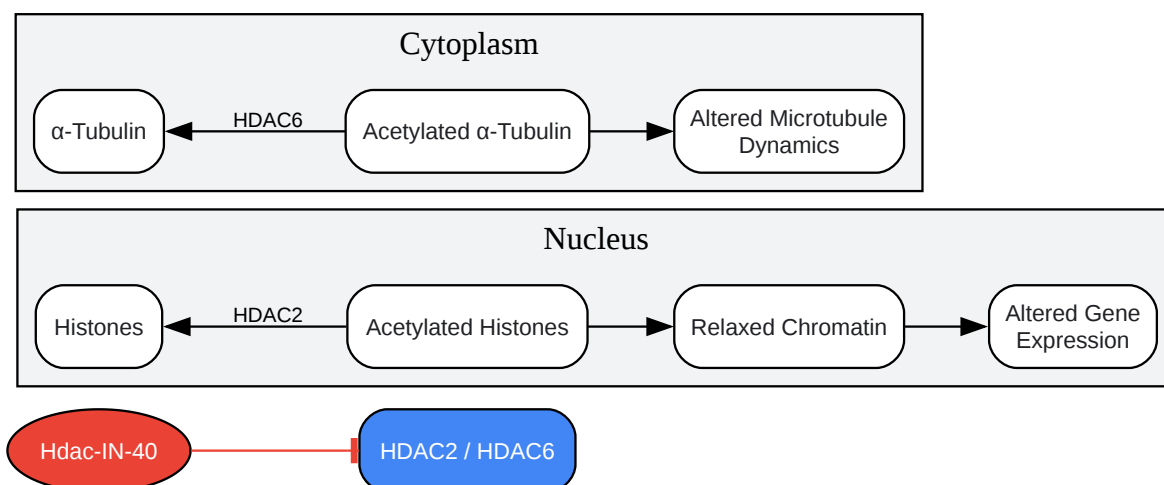 Cytoplasm
α-Tubulin
HDAC6
Acetylated α-Tubulin
Altered Microtubule
Dynamics
Nucleus
Histones
HDAC2
Acetylated Histones
Relaxed Chromatin
Altered Gene
Expression
Hdac-IN-40
HDAC2 / HDAC6